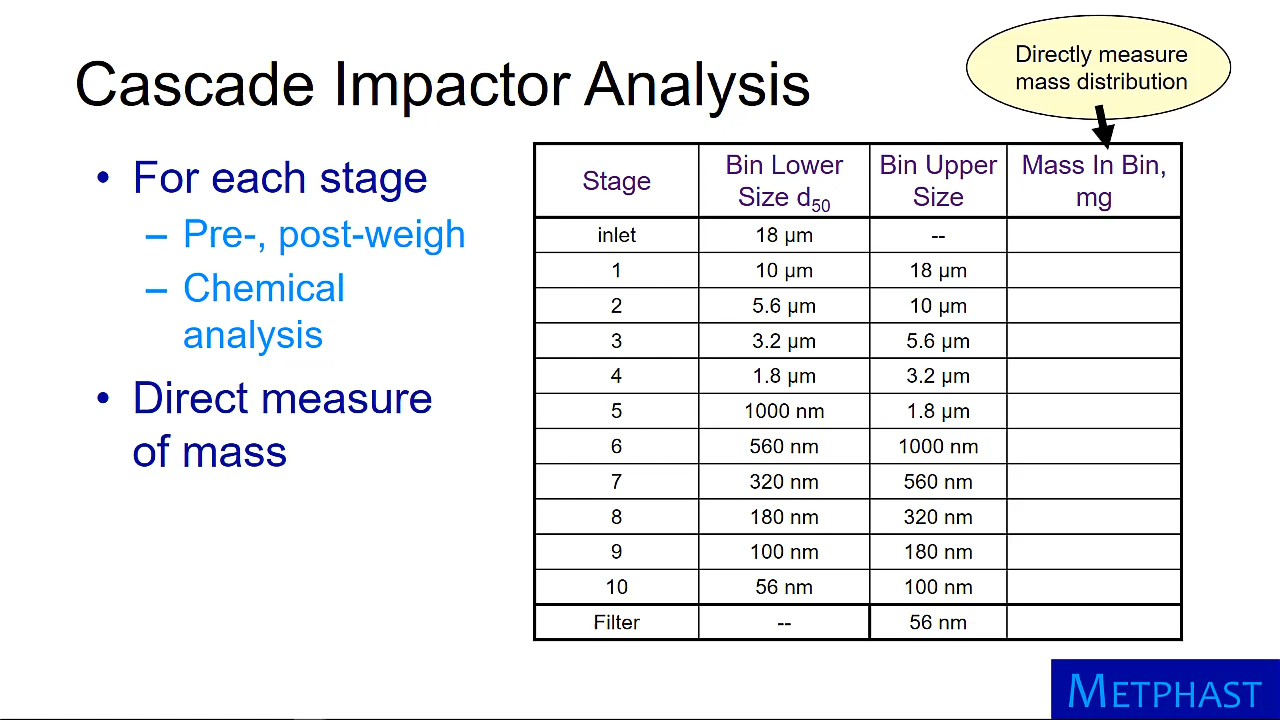 Cascade Impactor Analysis
Directly measure
mass distribution
• For each stage
– Pre-, post-weigh
– Chemical
analysis
• Direct measure
of mass
Stage Bin Lower Size d50 Bin Upper Size Mass In Bin, mg
inlet 18 µm --
1 10 µm 18 µm
2 5.6 µm 10 µm
3 3.2 µm 5.6 µm
4 1.8 µm 3.2 µm
5 1000 nm 1.8 µm
6 560 nm 1000 nm
7 320 nm 560 nm
8 180 nm 320 nm
9 100 nm 180 nm
10 56 nm 100 nm
Filter -- 56 nm
METPHAST